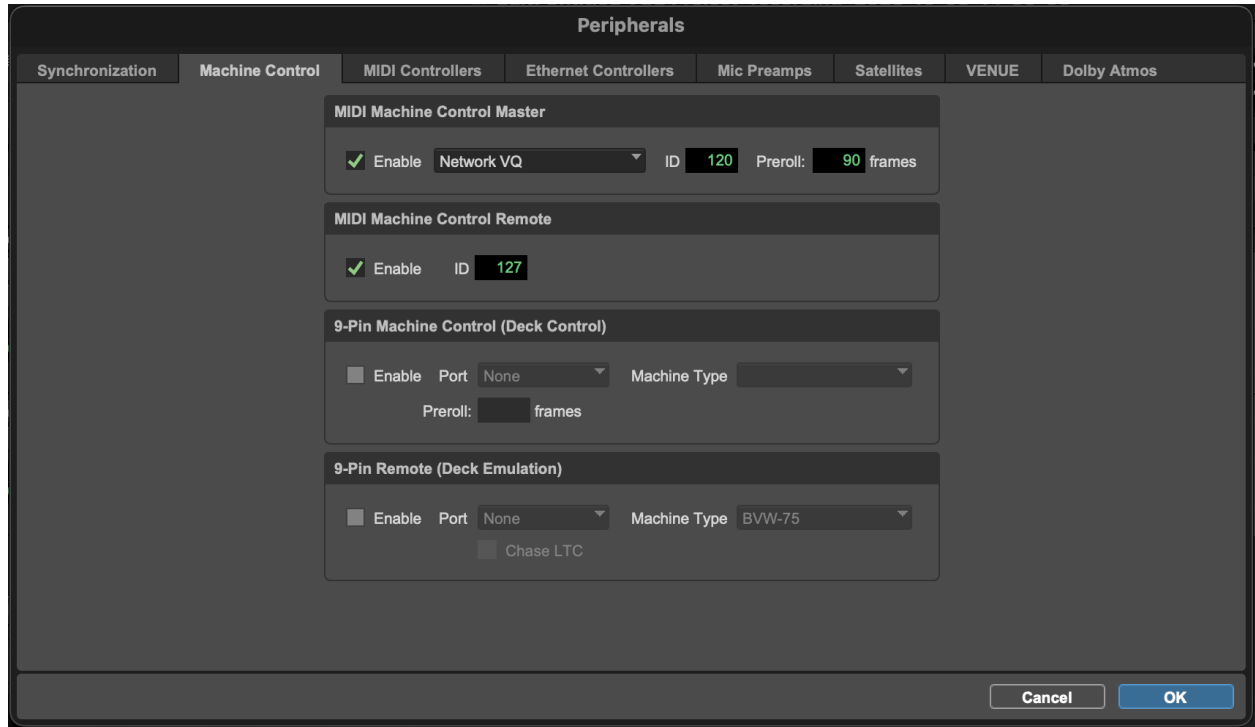 Peripherals
Synchronization Machine Control MIDI Controllers Ethernet Controllers Mic Preamps Satellites VENUE Dolby Atmos
MIDI Machine Control Master
Enable Network VQ ID 120 Preroll: 90 frames
MIDI Machine Control Remote
Enable ID 127
9-Pin Machine Control (Deck Control)
Enable Port None Machine Type
Preroll: frames
9-Pin Remote (Deck Emulation)
Enable Port None Machine Type BVW-75
Chase LTC
Cancel OK